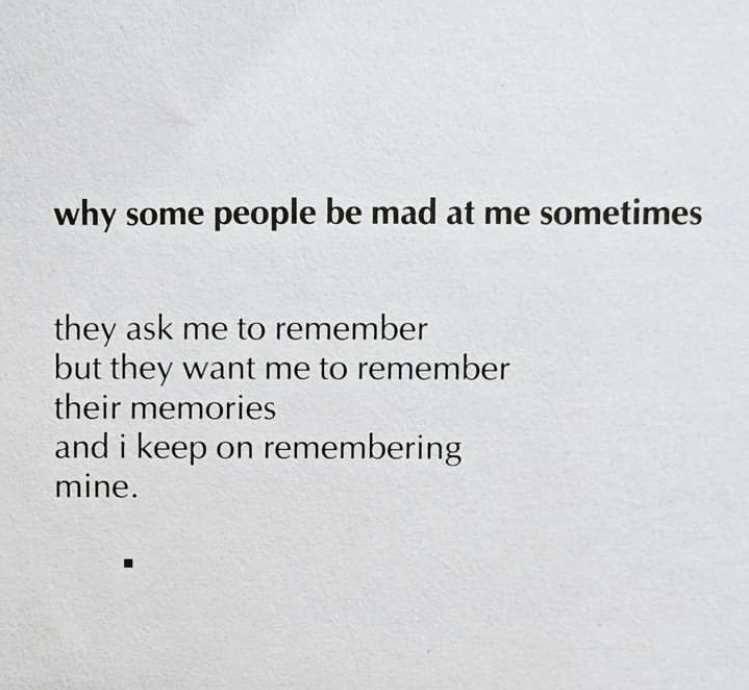 why some people be mad at me sometimes
they ask me to remember
but they want me to remember
their memories
and i keep on remembering
mine.